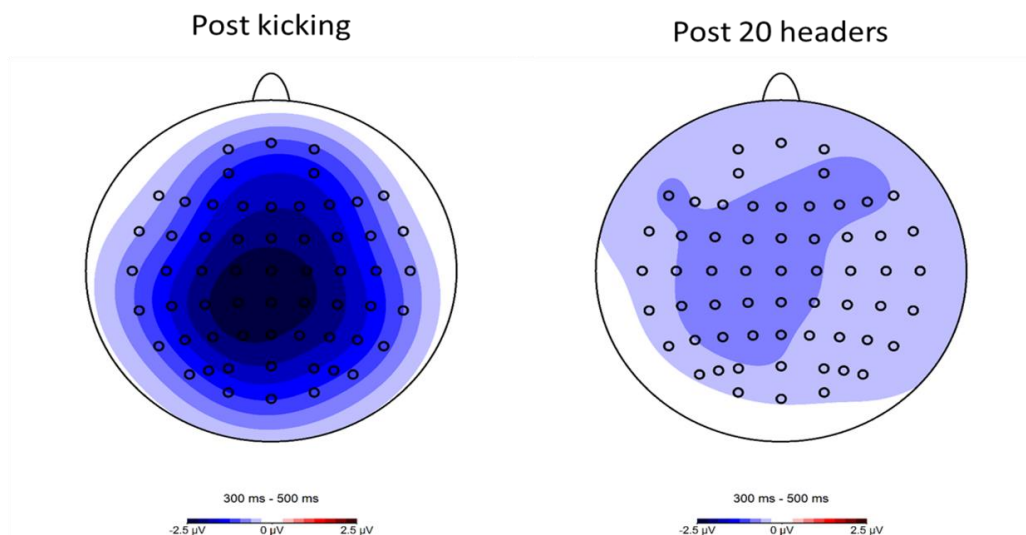 Post kicking
Post 20 headers
300 ms - 500 ms
-2.5 µV 0 µV 2.5 µV
300 ms - 500 ms
-2.5 µV 0 µV 2.5 µV